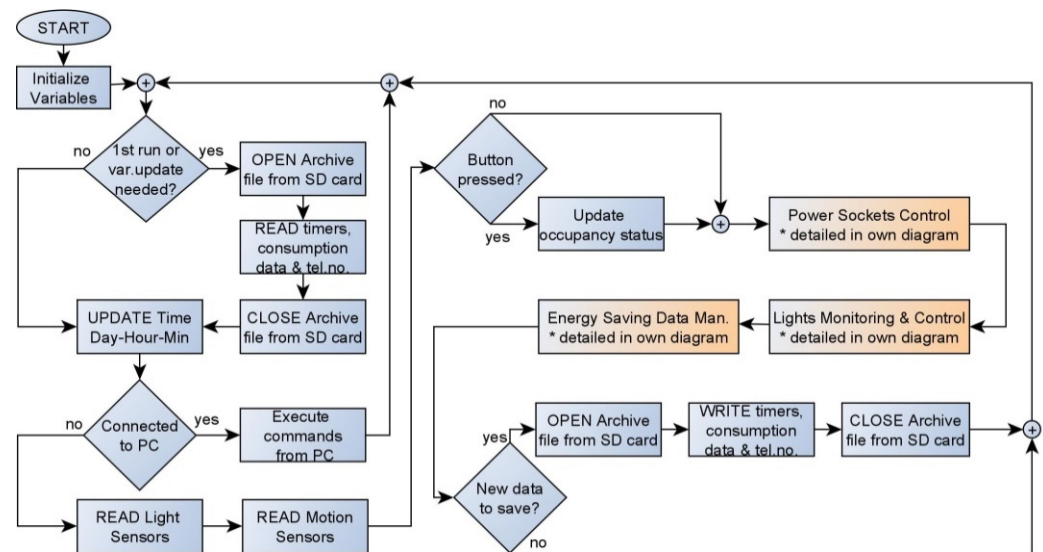 START
Initialize
Variables
no
1st run or
var.update
needed?
yes
OPEN Archive
file from SD card
READ timers,
consumption
data & tel.no.
CLOSE Archive
file from SD card
UPDATE Time
Day-Hour-Min
no
Connected
to PC
yes
Execute
commands
from PC
READ Light
Sensors
READ Motion
Sensors
no
Button
pressed?
yes
Update
occupancy status
Power Sockets Control
* detailed in own diagram
Lights Monitoring & Control
* detailed in own diagram
Energy Saving Data Man.
* detailed in own diagram
New data
to save?
yes
OPEN Archive
file from SD card
WRITE timers,
consumption
data & tel.no.
CLOSE Archive
file from SD card
no